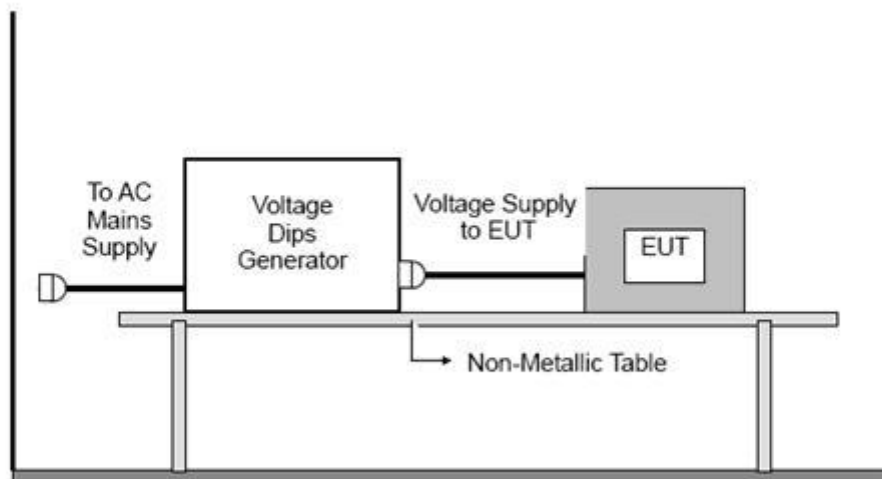 To AC
Mains
Supply
Voltage
Dips
Generator
Voltage Supply
to EUT
EUT
Non-Metallic Table